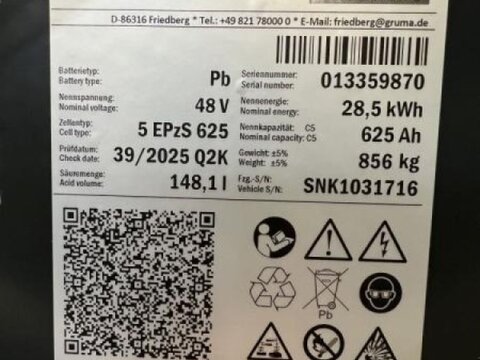 D-86316 Friedberg * Tel.: +49 821 78000 0 * E-Mail: friedberg@gruma.de
Batterietyp: Pb Seriennummer: 013359870
Battery type: Serial number:
Nennspannung: 48 V Nennenergie: 28,5 kWh
Nominal voltage: Nominal energy:
Zellentyp: 5 EPzS 625 Nennkapazität: C5 625 Ah
Cell type: Nominal capacity: C5
Prüfdatum: 39/2025 Q2K Gewicht: ±5% 856 kg
Check date: Weight: ±5%
Säuremenge: 148,1 l Fzg.-S/N: SNK1031716
Acid volume: Vehicle S/N:
Pb